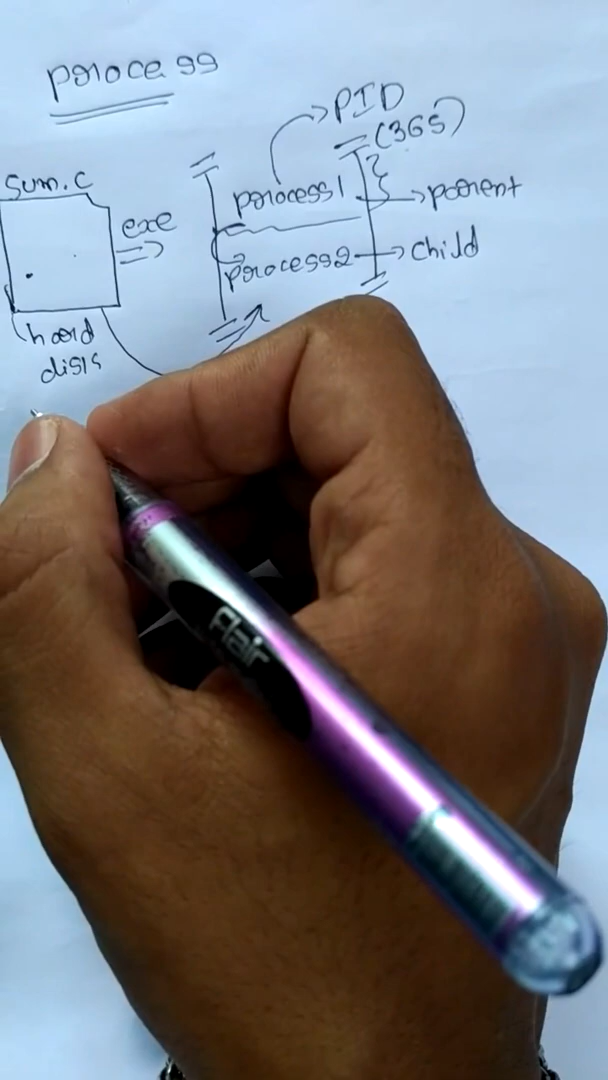 process
PID
(365)
Sum.c
process1
parent
exe
process2
child
hard
disk
Flair